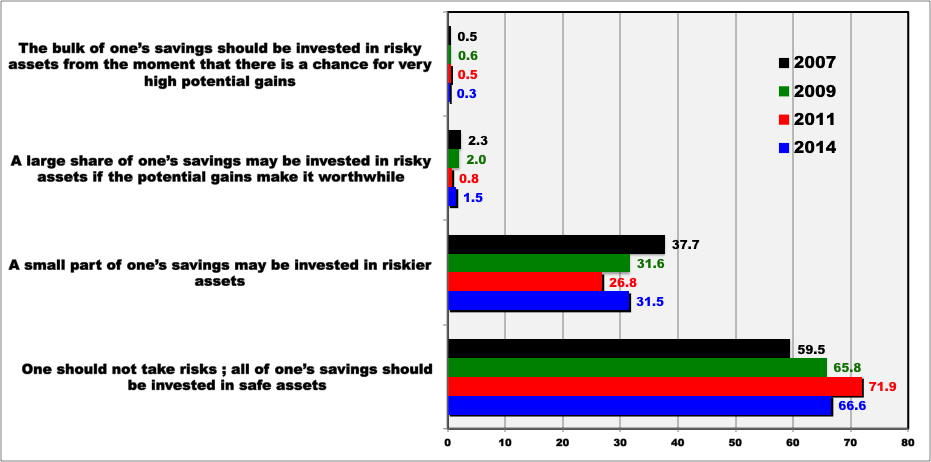 The bulk of one’s savings should be invested in risky
assets from the moment that there is a chance for very
high potential gains
0.5
0.6
0.5
0.3
2007
2009
2011
2014
A large share of one’s savings may be invested in risky
assets if the potential gains make it worthwhile
2.3
2.0
0.8
1.5
A small part of one’s savings may be invested in riskier
assets
37.7
31.6
26.8
31.5
One should not take risks ; all of one’s savings should
be invested in safe assets
59.5
65.8
71.9
66.6
0 10 20 30 40 50 60 70 80